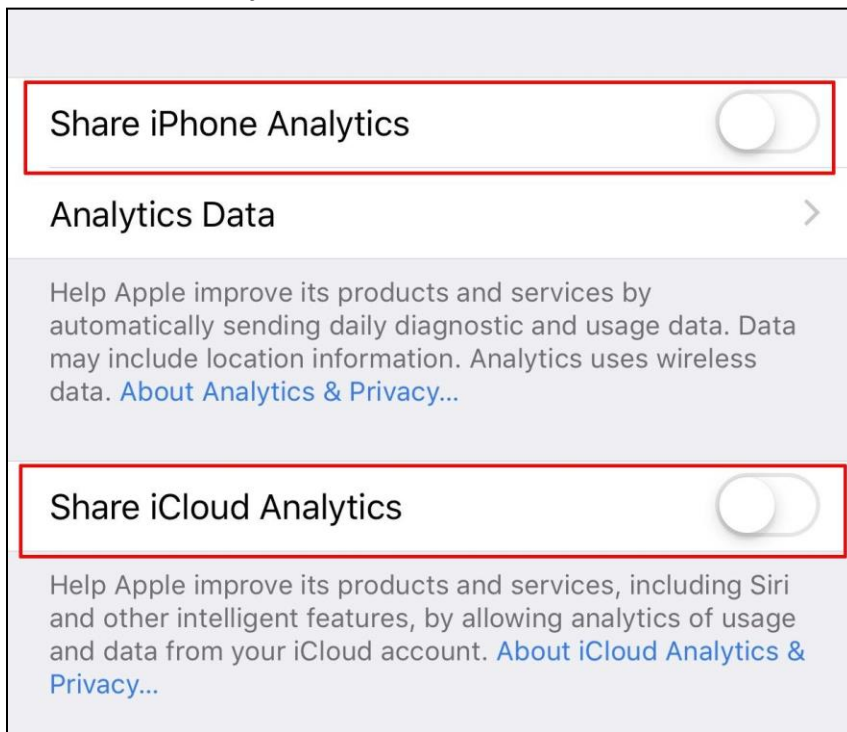 Share iPhone Analytics
Analytics Data
Help Apple improve its products and services by
automatically sending daily diagnostic and usage data. Data
may include location information. Analytics uses wireless
data. About Analytics & Privacy...
Share iCloud Analytics
Help Apple improve its products and services, including Siri
and other intelligent features, by allowing analytics of usage
and data from your iCloud account. About iCloud Analytics &
Privacy...